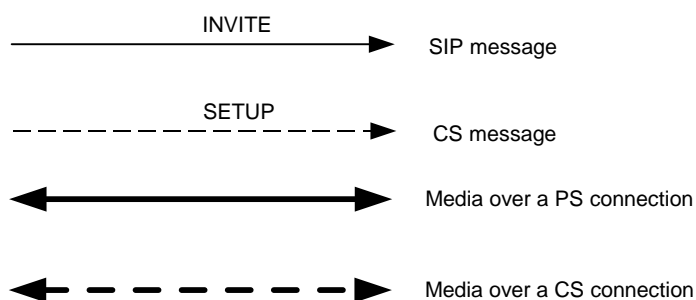 INVITE
SIP message
SETUP
CS message
Media over a PS connection
Media over a CS connection